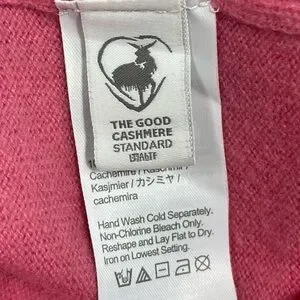 THE GOOD
CASHMERE
STANDARD
Cachemire / Kaschmir /
Kasjmier / カシミヤ /
cachemira
Hand Wash Cold Separately.
Non-Chlorine Bleach Only.
Reshape and Lay Flat to Dry.
Iron on Lowest Setting